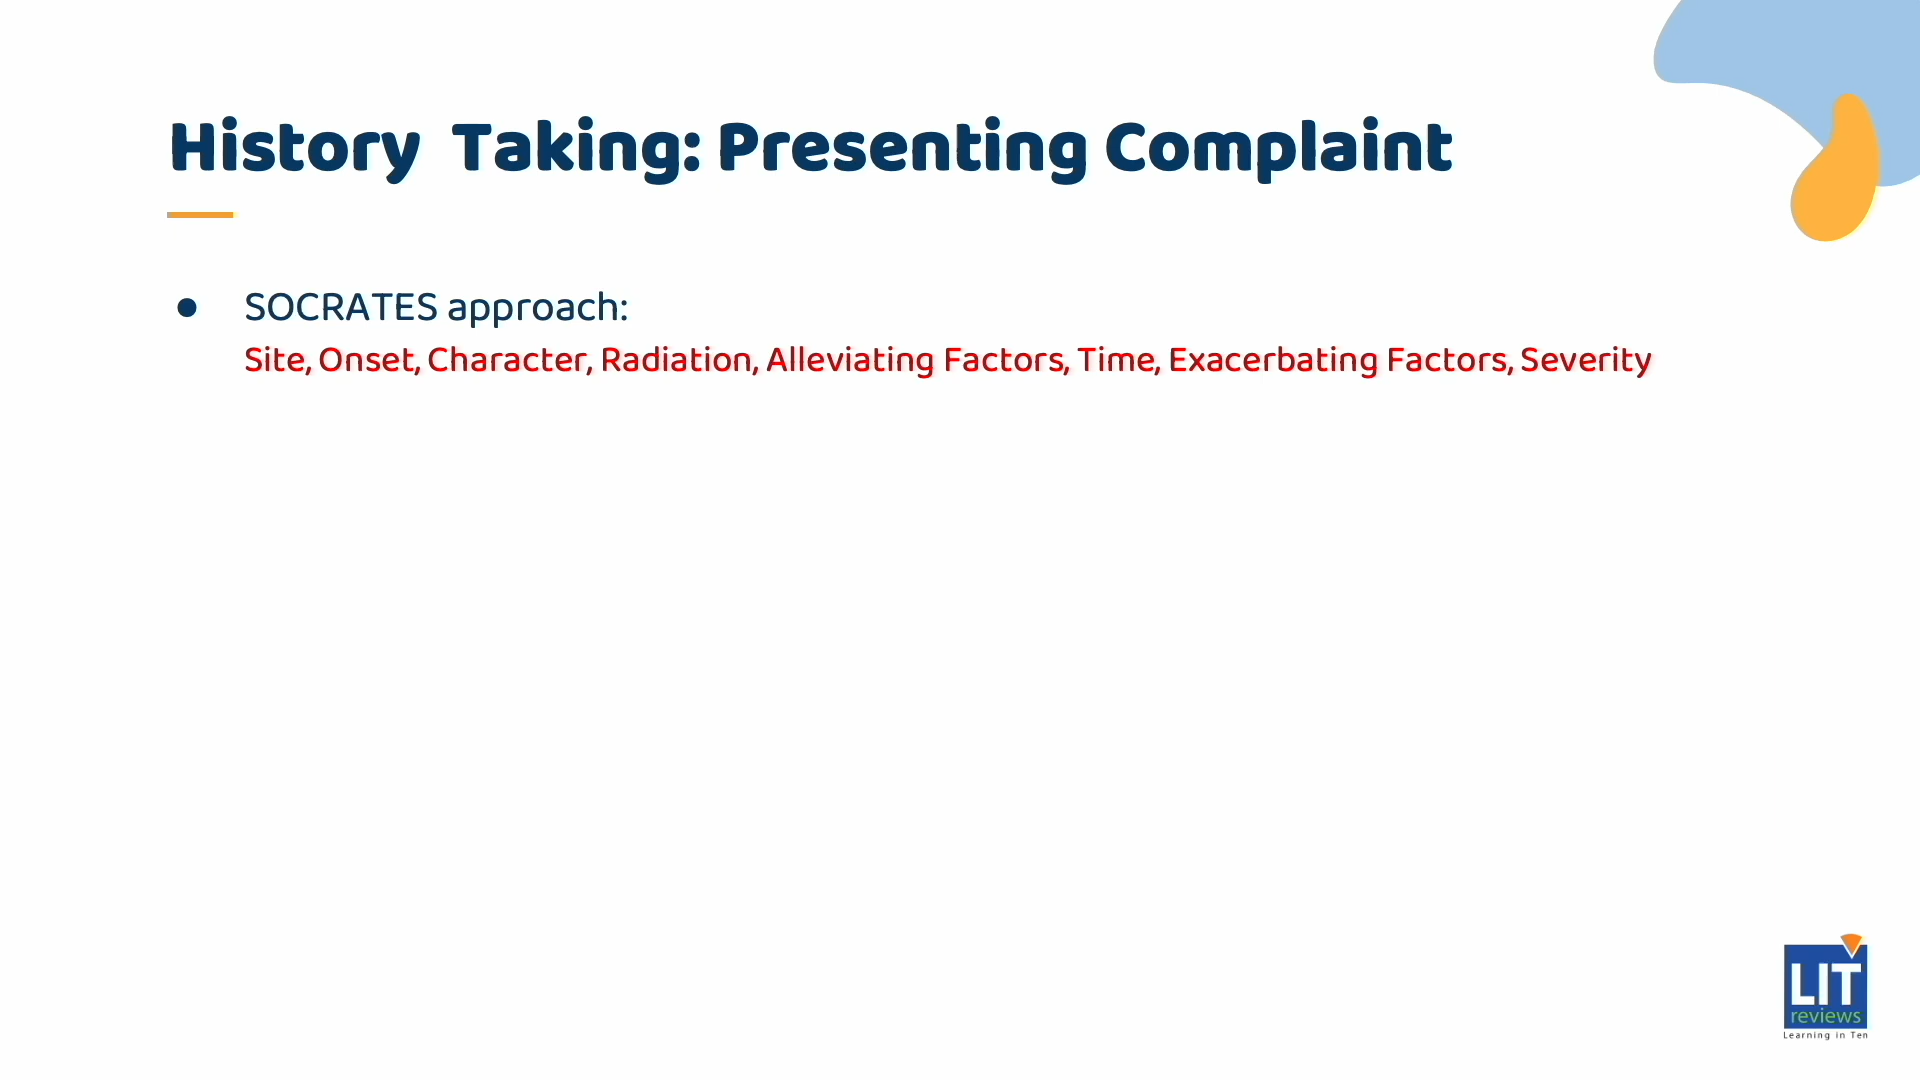 History Taking: Presenting Complaint
● SOCRATES approach:
Site, Onset, Character, Radiation, Alleviating Factors, Time, Exacerbating Factors, Severity
LIT
reviews
Learning in Ten